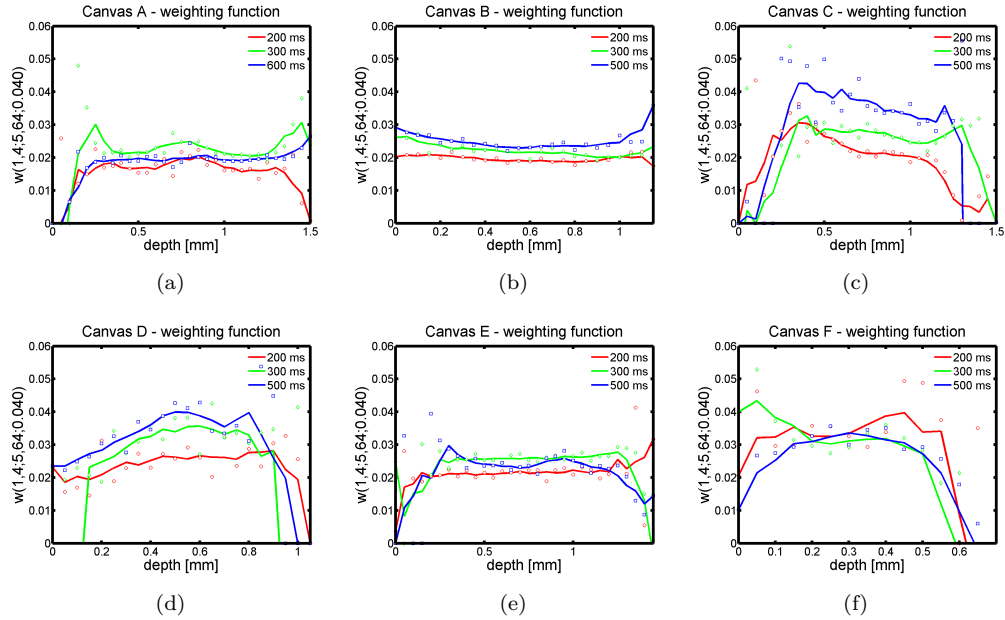 Canvas A - weighting function
w(1,4;5,64;0.040)
0.06
0.05
0.04
0.03
0.02
0.01
0
0
0.5
1
1.5
depth [mm]
200 ms
300 ms
600 ms
(a)
Canvas B - weighting function
w(1,4;5,64;0.040)
0.06
0.05
0.04
0.03
0.02
0.01
0
0
0.2
0.4
0.6
0.8
1
depth [mm]
200 ms
300 ms
500 ms
(b)
Canvas C - weighting function
w(1,4;5,64;0.040)
0.06
0.05
0.04
0.03
0.02
0.01
0
0
0.5
1
1.5
depth [mm]
200 ms
300 ms
500 ms
(c)
Canvas D - weighting function
w(1,4;5,64;0.040)
0.06
0.05
0.04
0.03
0.02
0.01
0
0
0.2
0.4
0.6
0.8
1
depth [mm]
200 ms
300 ms
500 ms
(d)
Canvas E - weighting function
w(1,4;5,64;0.040)
0.06
0.05
0.04
0.03
0.02
0.01
0
0
0.5
1
depth [mm]
200 ms
300 ms
500 ms
(e)
Canvas F - weighting function
w(1,4;5,64;0.040)
0.06
0.05
0.04
0.03
0.02
0.01
0
0
0.1
0.2
0.3
0.4
0.5
0.6
depth [mm]
200 ms
300 ms
500 ms
(f)